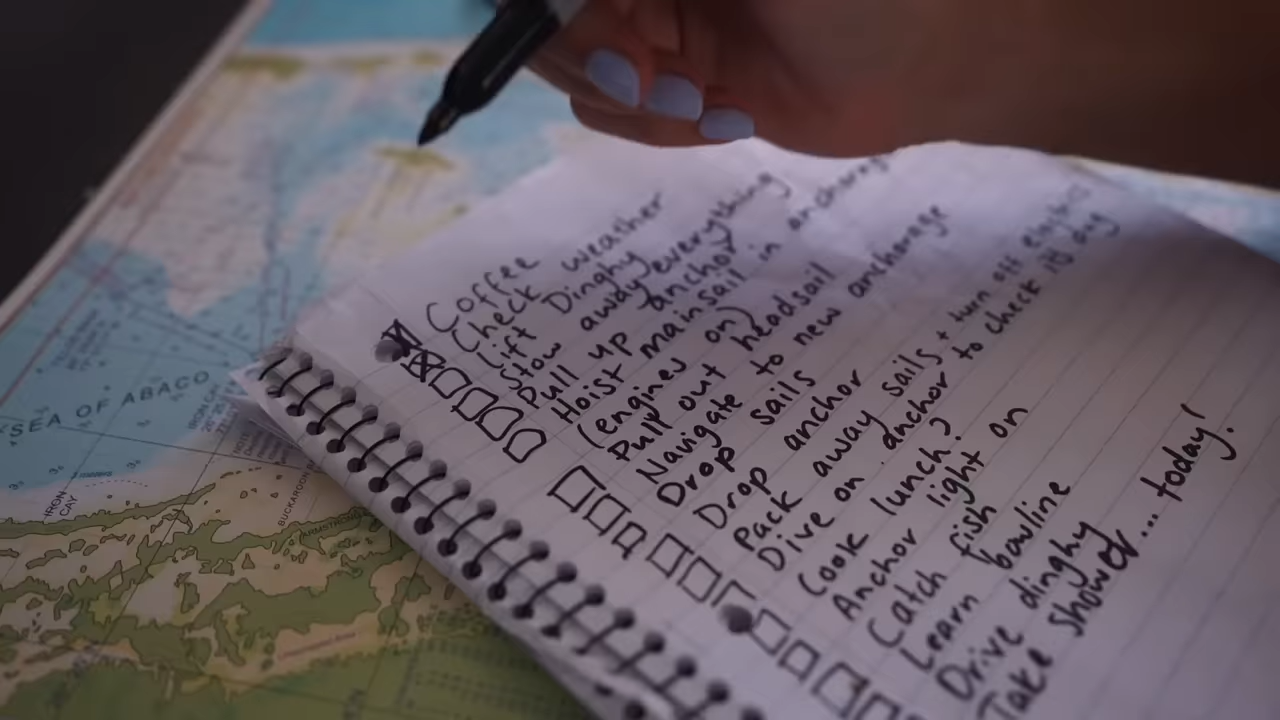 Coffee
Check weather
Lift Dinghy
Stow away everything
Pull up anchor
Hoist mainsail in anchorage
(engines on)
Pull out headsail
Navigate to new anchorage
Drop sails
Drop anchor
Pack away sails + turn off
Dive on anchor to check it's dug
Cook lunch?
Anchor light on
Catch fish
Learn bowline
Drive dinghy
Take shower... today!
SEA OF ABACO
IRON
CAY